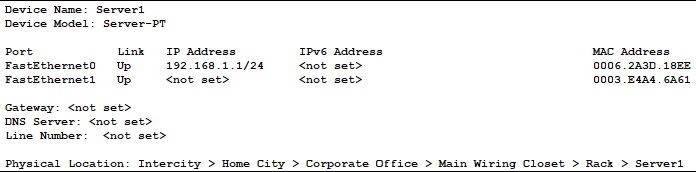 Device Name: Server1
Device Model: Server-PT
Port Link IP Address IPv6 Address MAC Address
FastEthernet0 Up 192.168.1.1/24 <not set> 0006.2A3D.18EE
FastEthernet1 Up <not set> <not set> 0003.E4A4.6A61
Gateway: <not set>
DNS Server: <not set>
Line Number: <not set>
Physical Location: Intercity > Home City > Corporate Office > Main Wiring Closet > Rack > Server1